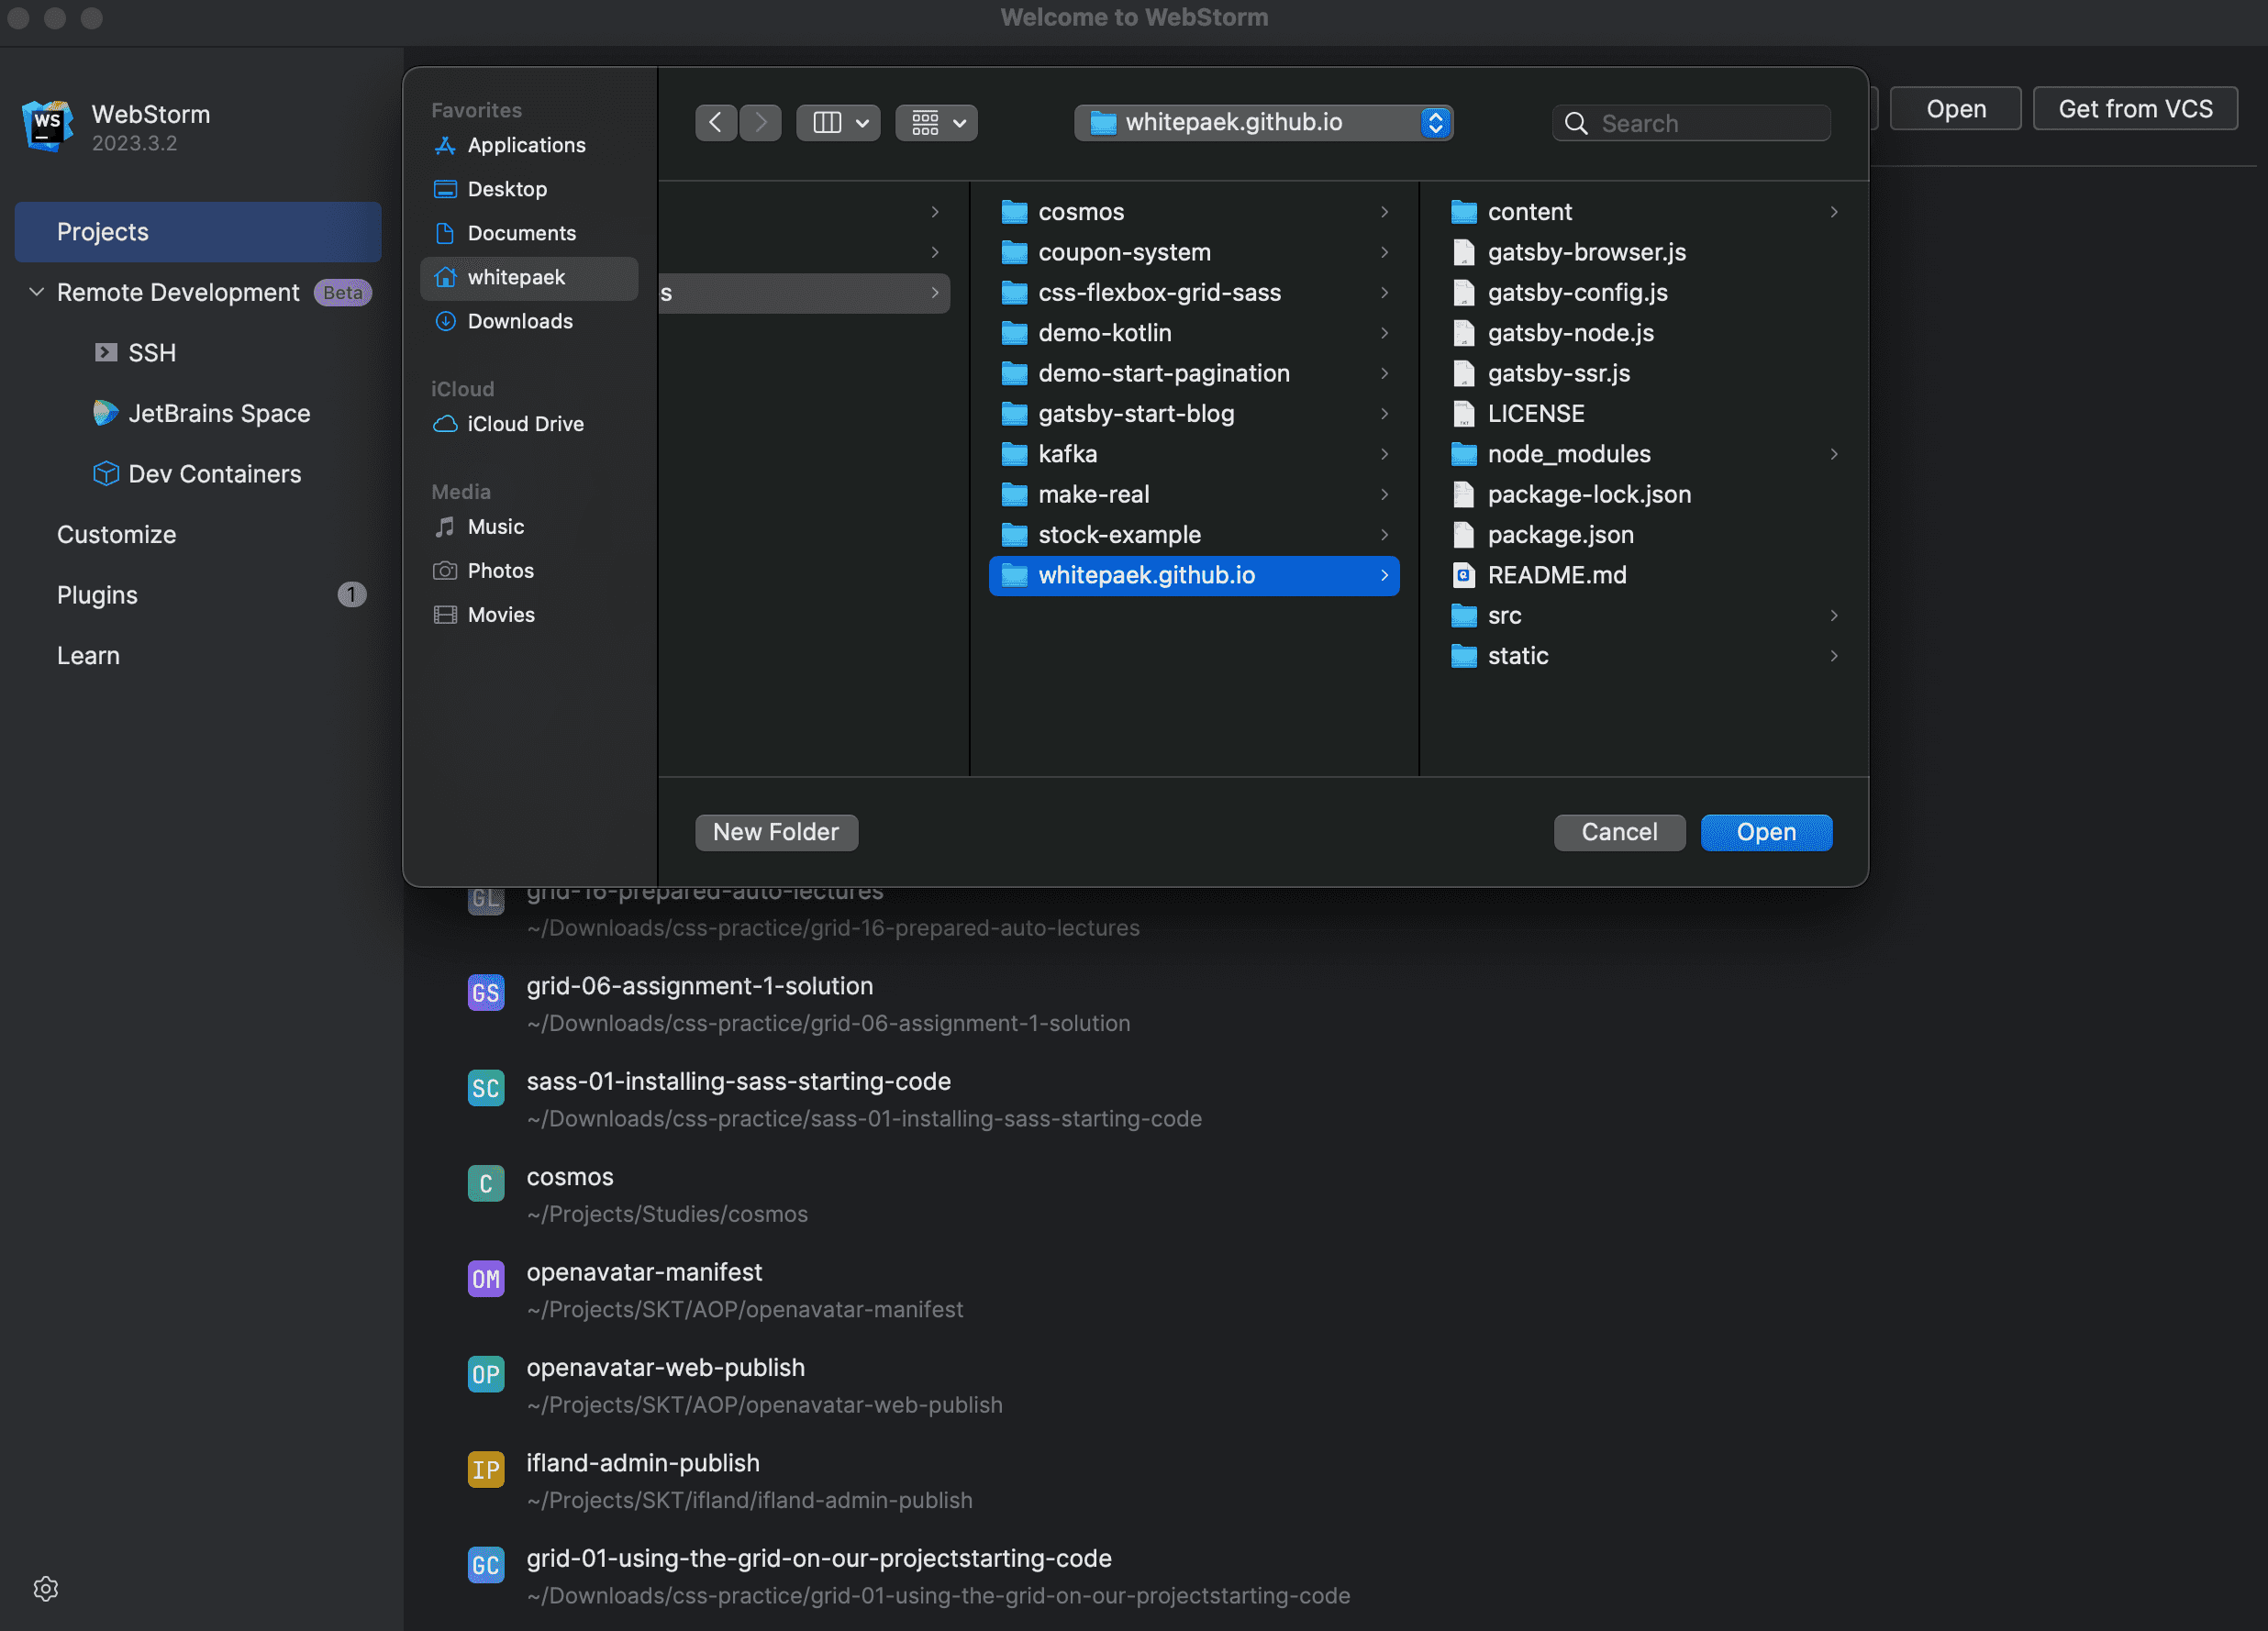 Welcome to WebStorm
WS
WebStorm
2023.3.2
Projects
Remote Development Beta
SSH
JetBrains Space
Dev Containers
Customize
Plugins 1
Learn
Favorites
Applications
Desktop
Documents
whitepaek
Downloads
iCloud
iCloud Drive
Media
Music
Photos
Movies
whitepaek.github.io
Search
Open
Get from VCS
s
cosmos
coupon-system
css-flexbox-grid-sass
demo-kotlin
demo-start-pagination
gatsby-start-blog
kafka
make-real
stock-example
whitepaek.github.io
content
gatsby-browser.js
gatsby-config.js
gatsby-node.js
gatsby-ssr.js
LICENSE
node_modules
package-lock.json
package.json
README.md
src
static
New Folder
Cancel
Open
GL grid-16-prepared-auto-lectures
~/Downloads/css-practice/grid-16-prepared-auto-lectures
GS grid-06-assignment-1-solution
~/Downloads/css-practice/grid-06-assignment-1-solution
SC sass-01-installing-sass-starting-code
~/Downloads/css-practice/sass-01-installing-sass-starting-code
C cosmos
~/Projects/Studies/cosmos
OM openavatar-manifest
~/Projects/SKT/AOP/openavatar-manifest
OP openavatar-web-publish
~/Projects/SKT/AOP/openavatar-web-publish
IP ifland-admin-publish
~/Projects/SKT/ifland/ifland-admin-publish
GC grid-01-using-the-grid-on-our-projectstarting-code
~/Downloads/css-practice/grid-01-using-the-grid-on-our-projectstarting-code